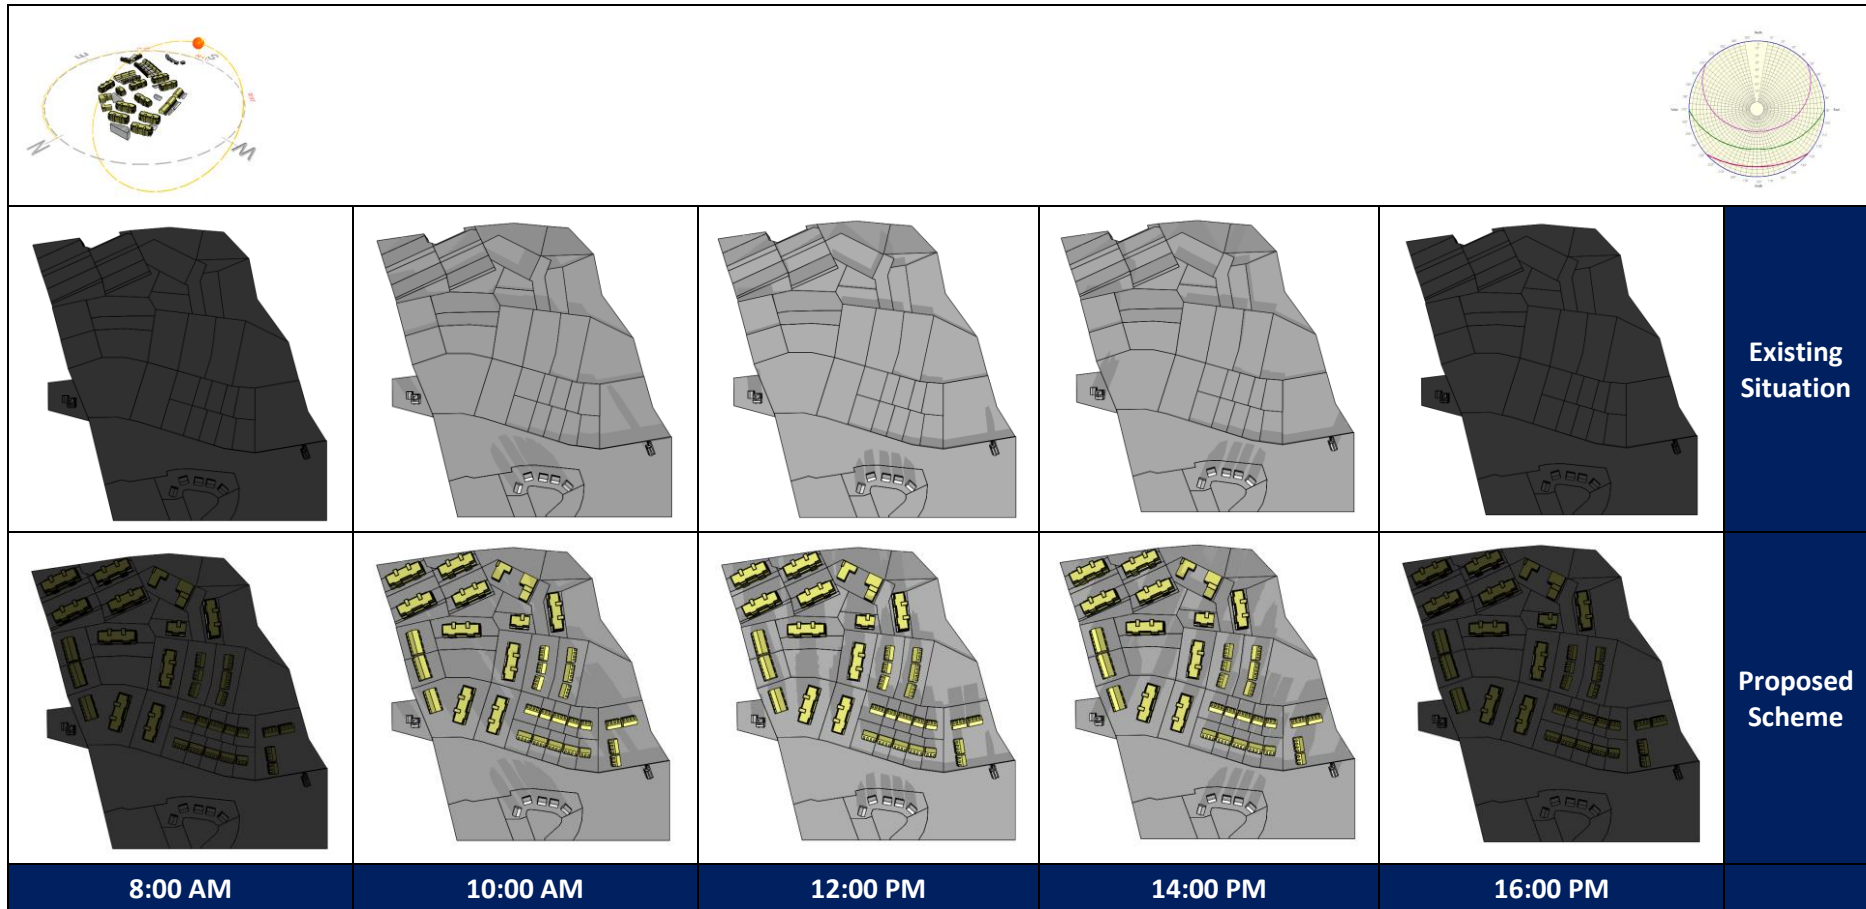 E
S
N
W
Existing
Situation
Proposed
Scheme
8:00 AM
10:00 AM
12:00 PM
14:00 PM
16:00 PM